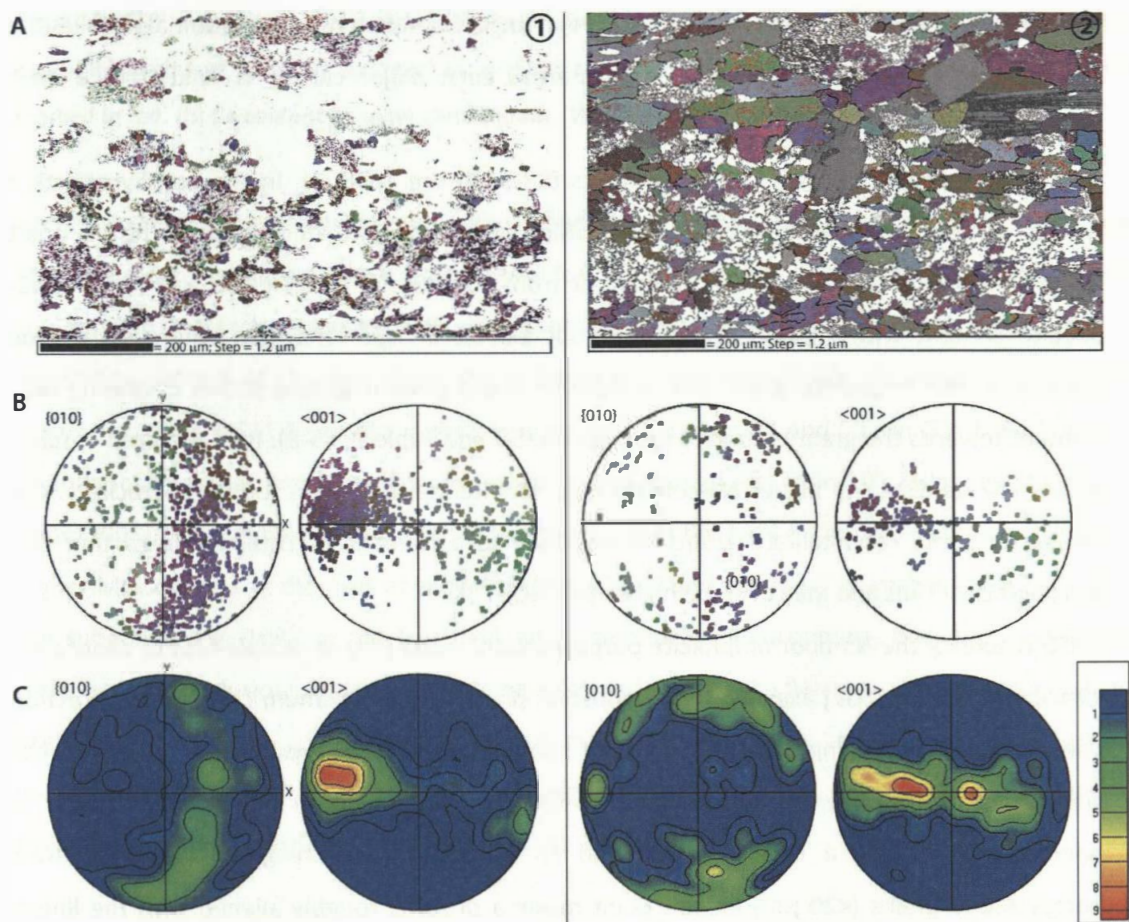 A
①
②
= 200 µm; Step = 1.2 µm
= 200 µm; Step = 1.2 µm
B
{010}
Y
<001>
{010}
<001>
X
{010}
Y
C
{010}
<001>
{010}
<001>
X
1
2
3
4
5
6
7
8
9